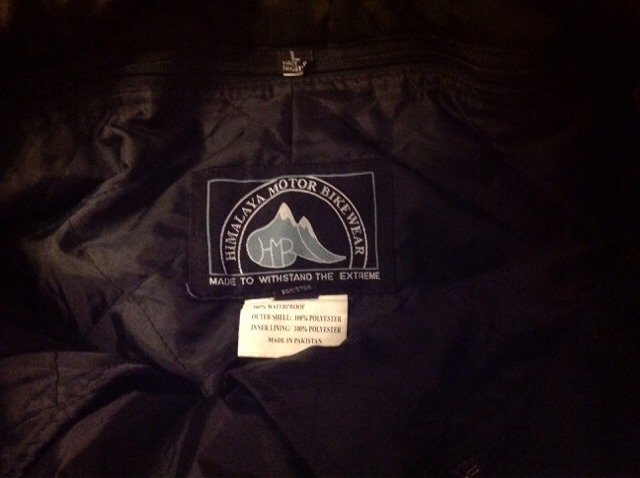 L
HIMALAYA MOTOR BIKEWEAR
HMB
MADE TO WITHSTAND THE EXTREME
PAKISTAN
100% WATERPROOF
OUTER SHELL: 100% POLYESTER
INNER LINING: 100% POLYESTER
MADE IN PAKISTAN